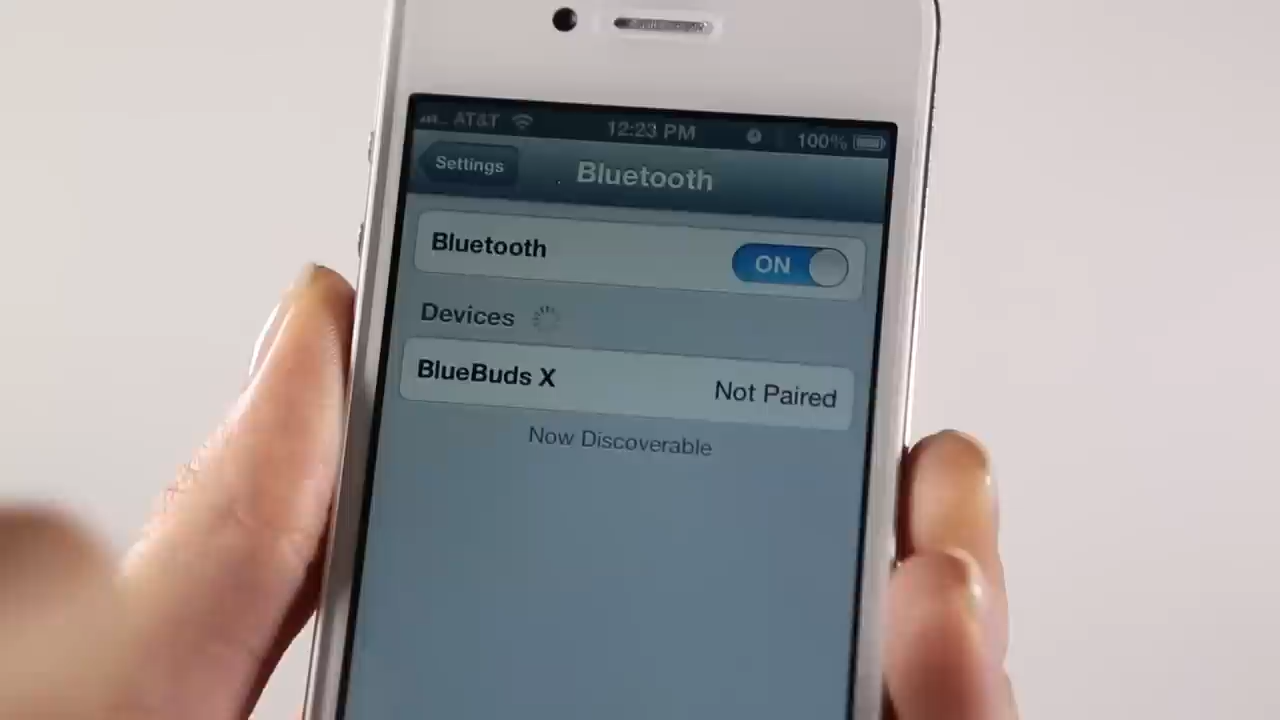 AT&T 12:23 PM 100%
Settings Bluetooth
Bluetooth ON
Devices
BlueBuds X Not Paired
Now Discoverable